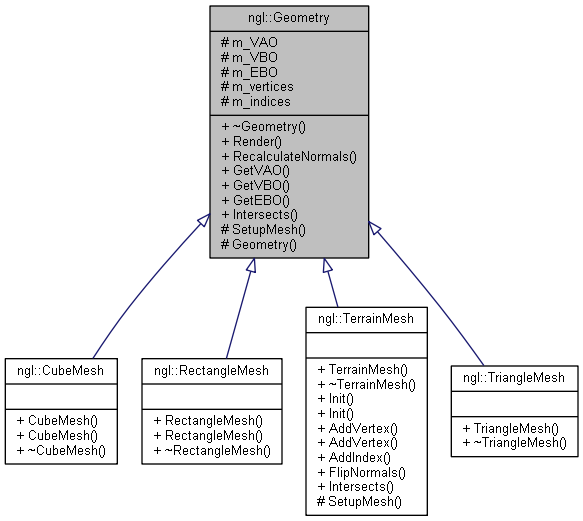 ngl::Geometry
# m_VAO
# m_VBO
# m_EBO
# m_vertices
# m_indices
+ ~Geometry()
+ Render()
+ RecalculateNormals()
+ GetVAO()
+ GetVBO()
+ GetEBO()
+ Intersects()
# SetupMesh()
# Geometry()
ngl::CubeMesh
+ CubeMesh()
+ CubeMesh()
+ ~CubeMesh()
ngl::RectangleMesh
+ RectangleMesh()
+ RectangleMesh()
+ ~RectangleMesh()
ngl::TerrainMesh
+ TerrainMesh()
+ ~TerrainMesh()
+ Init()
+ Init()
+ AddVertex()
+ AddVertex()
+ AddIndex()
+ FlipNormals()
+ Intersects()
# SetupMesh()
ngl::TriangleMesh
+ TriangleMesh()
+ ~TriangleMesh()